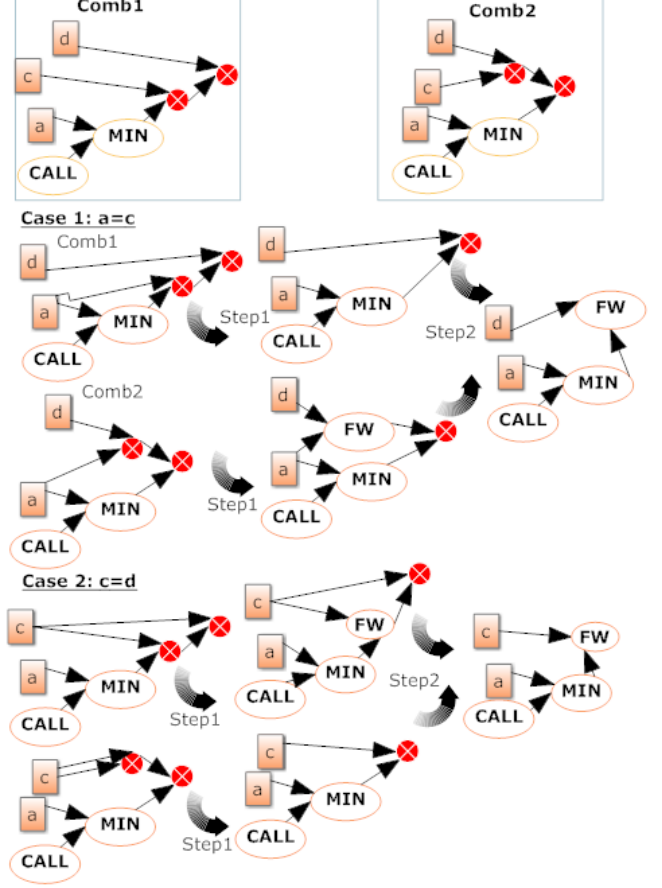 Comb1
d
c
a
MIN
CALL
Comb2
d
c
a
MIN
CALL
Case 1: a=c
Comb1
d
a
MIN
CALL
Step1
d
a
MIN
CALL
Step2
d
FW
a
MIN
CALL
Comb2
d
a
MIN
CALL
Step1
d
FW
a
MIN
CALL
Case 2: c=d
c
a
MIN
CALL
Step1
c
FW
a
MIN
CALL
Step2
c
FW
a
MIN
CALL
c
a
MIN
CALL
Step1
c
a
MIN
CALL